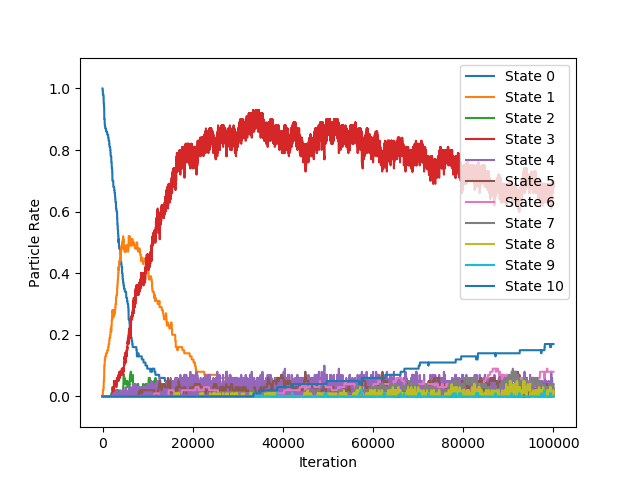 1.0
0.8
0.6
0.4
0.2
0.0
Particle Rate
0
20000
40000
60000
80000
100000
Iteration
State 0
State 1
State 2
State 3
State 4
State 5
State 6
State 7
State 8
State 9
State 10